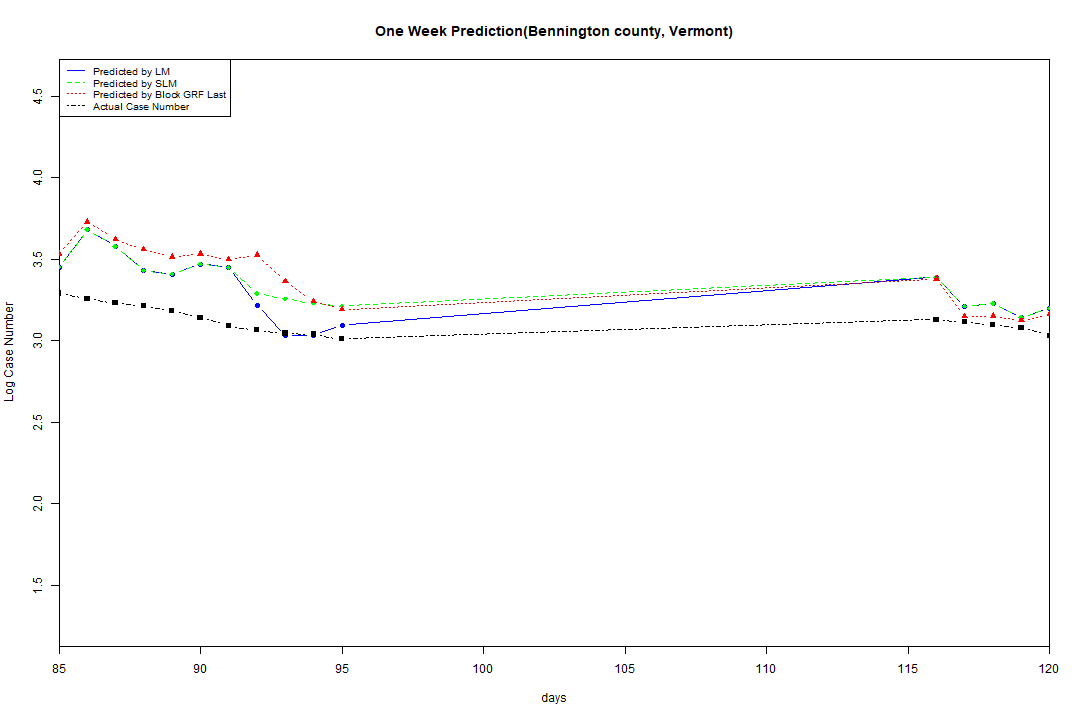 One Week Prediction(Bennington county, Vermont)
Predicted by LM
Predicted by SLM
Predicted by Block GRF Last
Actual Case Number
4.5
4.0
3.5
3.0
2.5
2.0
1.5
Log Case Number
85 90 95 100 105 110 115 120
days